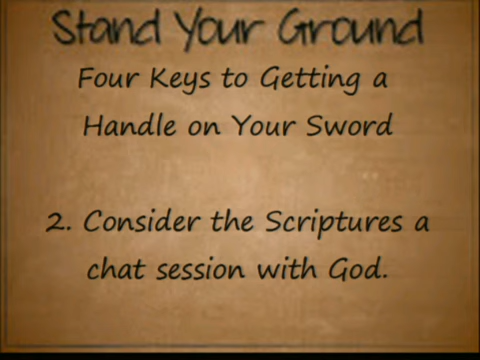 Stand Your Ground
Four Keys to Getting a
Handle on Your Sword
2. Consider the Scriptures a
chat session with God.